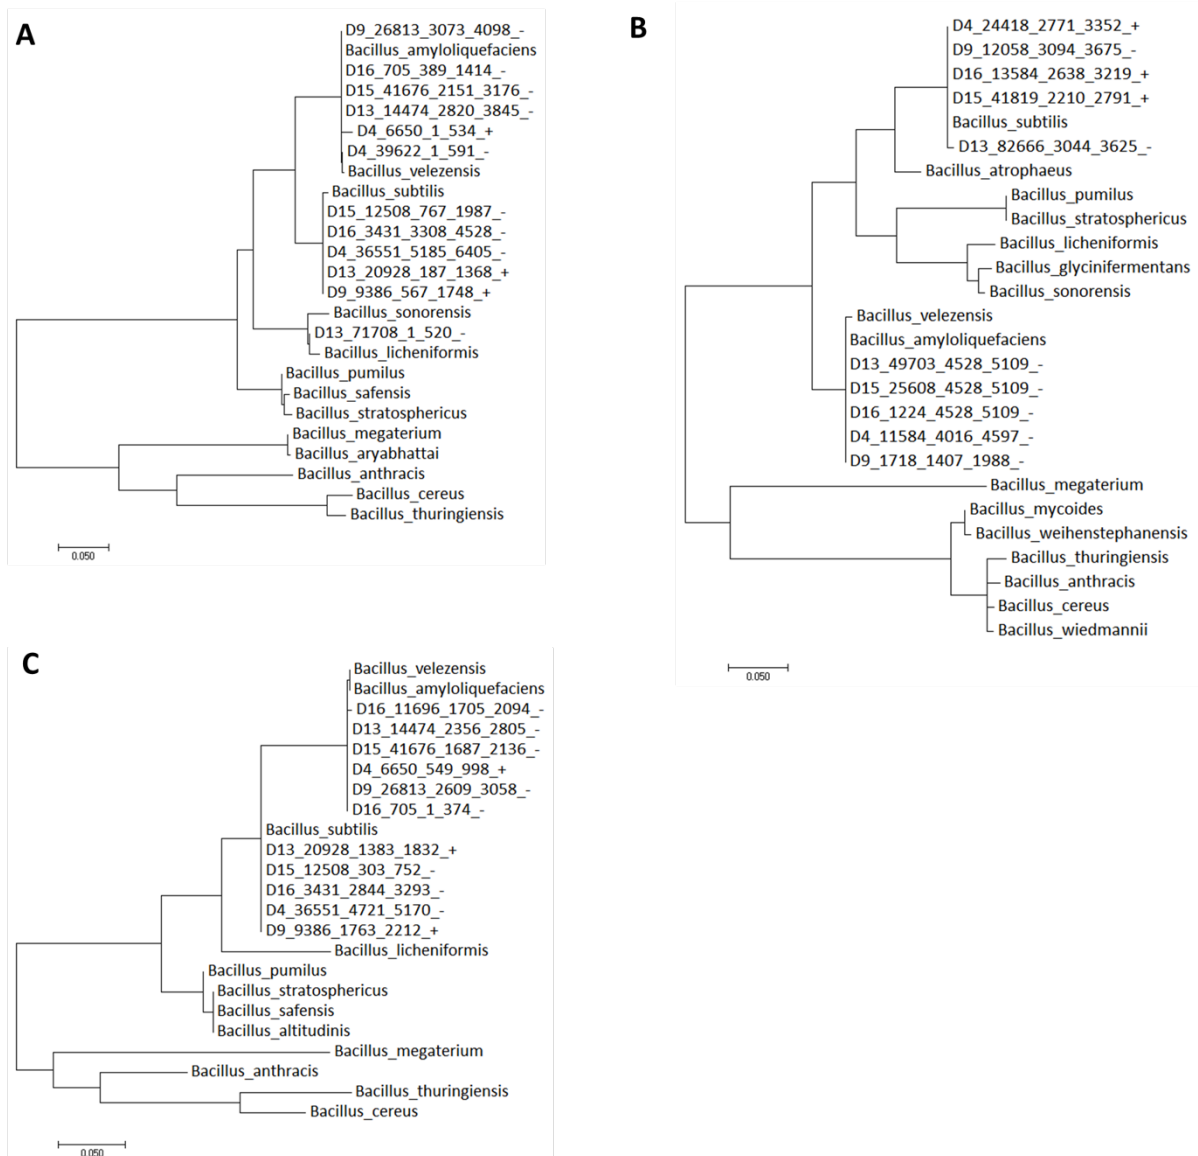 A
D9_26813_3073_4098_-
Bacillus_amyloliquefaciens
D16_705_389_1414_-
D15_41676_2151_3176_-
D13_14474_2820_3845_-
D4_6650_1_534_+
D4_39622_1_591_-
Bacillus_velezensis
Bacillus_subtilis
D15_12508_767_1987_-
D16_3431_3308_4528_-
D4_36551_5185_6405_-
D13_20928_187_1368_+
D9_9386_567_1748_+
Bacillus_sonorensis
D13_71708_1_520_-
Bacillus_licheniformis
Bacillus_pumilus
Bacillus_safensis
Bacillus_stratosphericus
Bacillus_megaterium
Bacillus_aryabhattai
Bacillus_anthracis
Bacillus_cereus
Bacillus_thuringiensis
0.050
B
D4_24418_2771_3352_+
D9_12058_3094_3675_-
D16_13584_2638_3219_+
D15_41819_2210_2791_+
Bacillus_subtilis
D13_82666_3044_3625_-
Bacillus_atrophaeus
Bacillus_pumilus
Bacillus_stratosphericus
Bacillus_licheniformis
Bacillus_glycinifermentans
Bacillus_sonorensis
Bacillus_velezensis
Bacillus_amyloliquefaciens
D13_49703_4528_5109_-
D15_25608_4528_5109_-
D16_1224_4528_5109_-
D4_11584_4016_4597_-
D9_1718_1407_1988_-
Bacillus_megaterium
Bacillus_mycoides
Bacillus_weihenstephanensis
Bacillus_thuringiensis
Bacillus_anthracis
Bacillus_cereus
Bacillus_wiedmannii
0.050
C
Bacillus_velezensis
Bacillus_amyloliquefaciens
D16_11696_1705_2094_-
D13_14474_2356_2805_-
D15_41676_1687_2136_-
D4_6650_549_998_+
D9_26813_2609_3058_-
D16_705_1_374_-
Bacillus_subtilis
D13_20928_1383_1832_+
D15_12508_303_752_-
D16_3431_2844_3293_-
D4_36551_4721_5170_-
D9_9386_1763_2212_+
Bacillus_licheniformis
Bacillus_pumilus
Bacillus_stratosphericus
Bacillus_safensis
Bacillus_altitudinis
Bacillus_megaterium
Bacillus_anthracis
Bacillus_thuringiensis
Bacillus_cereus
0.050